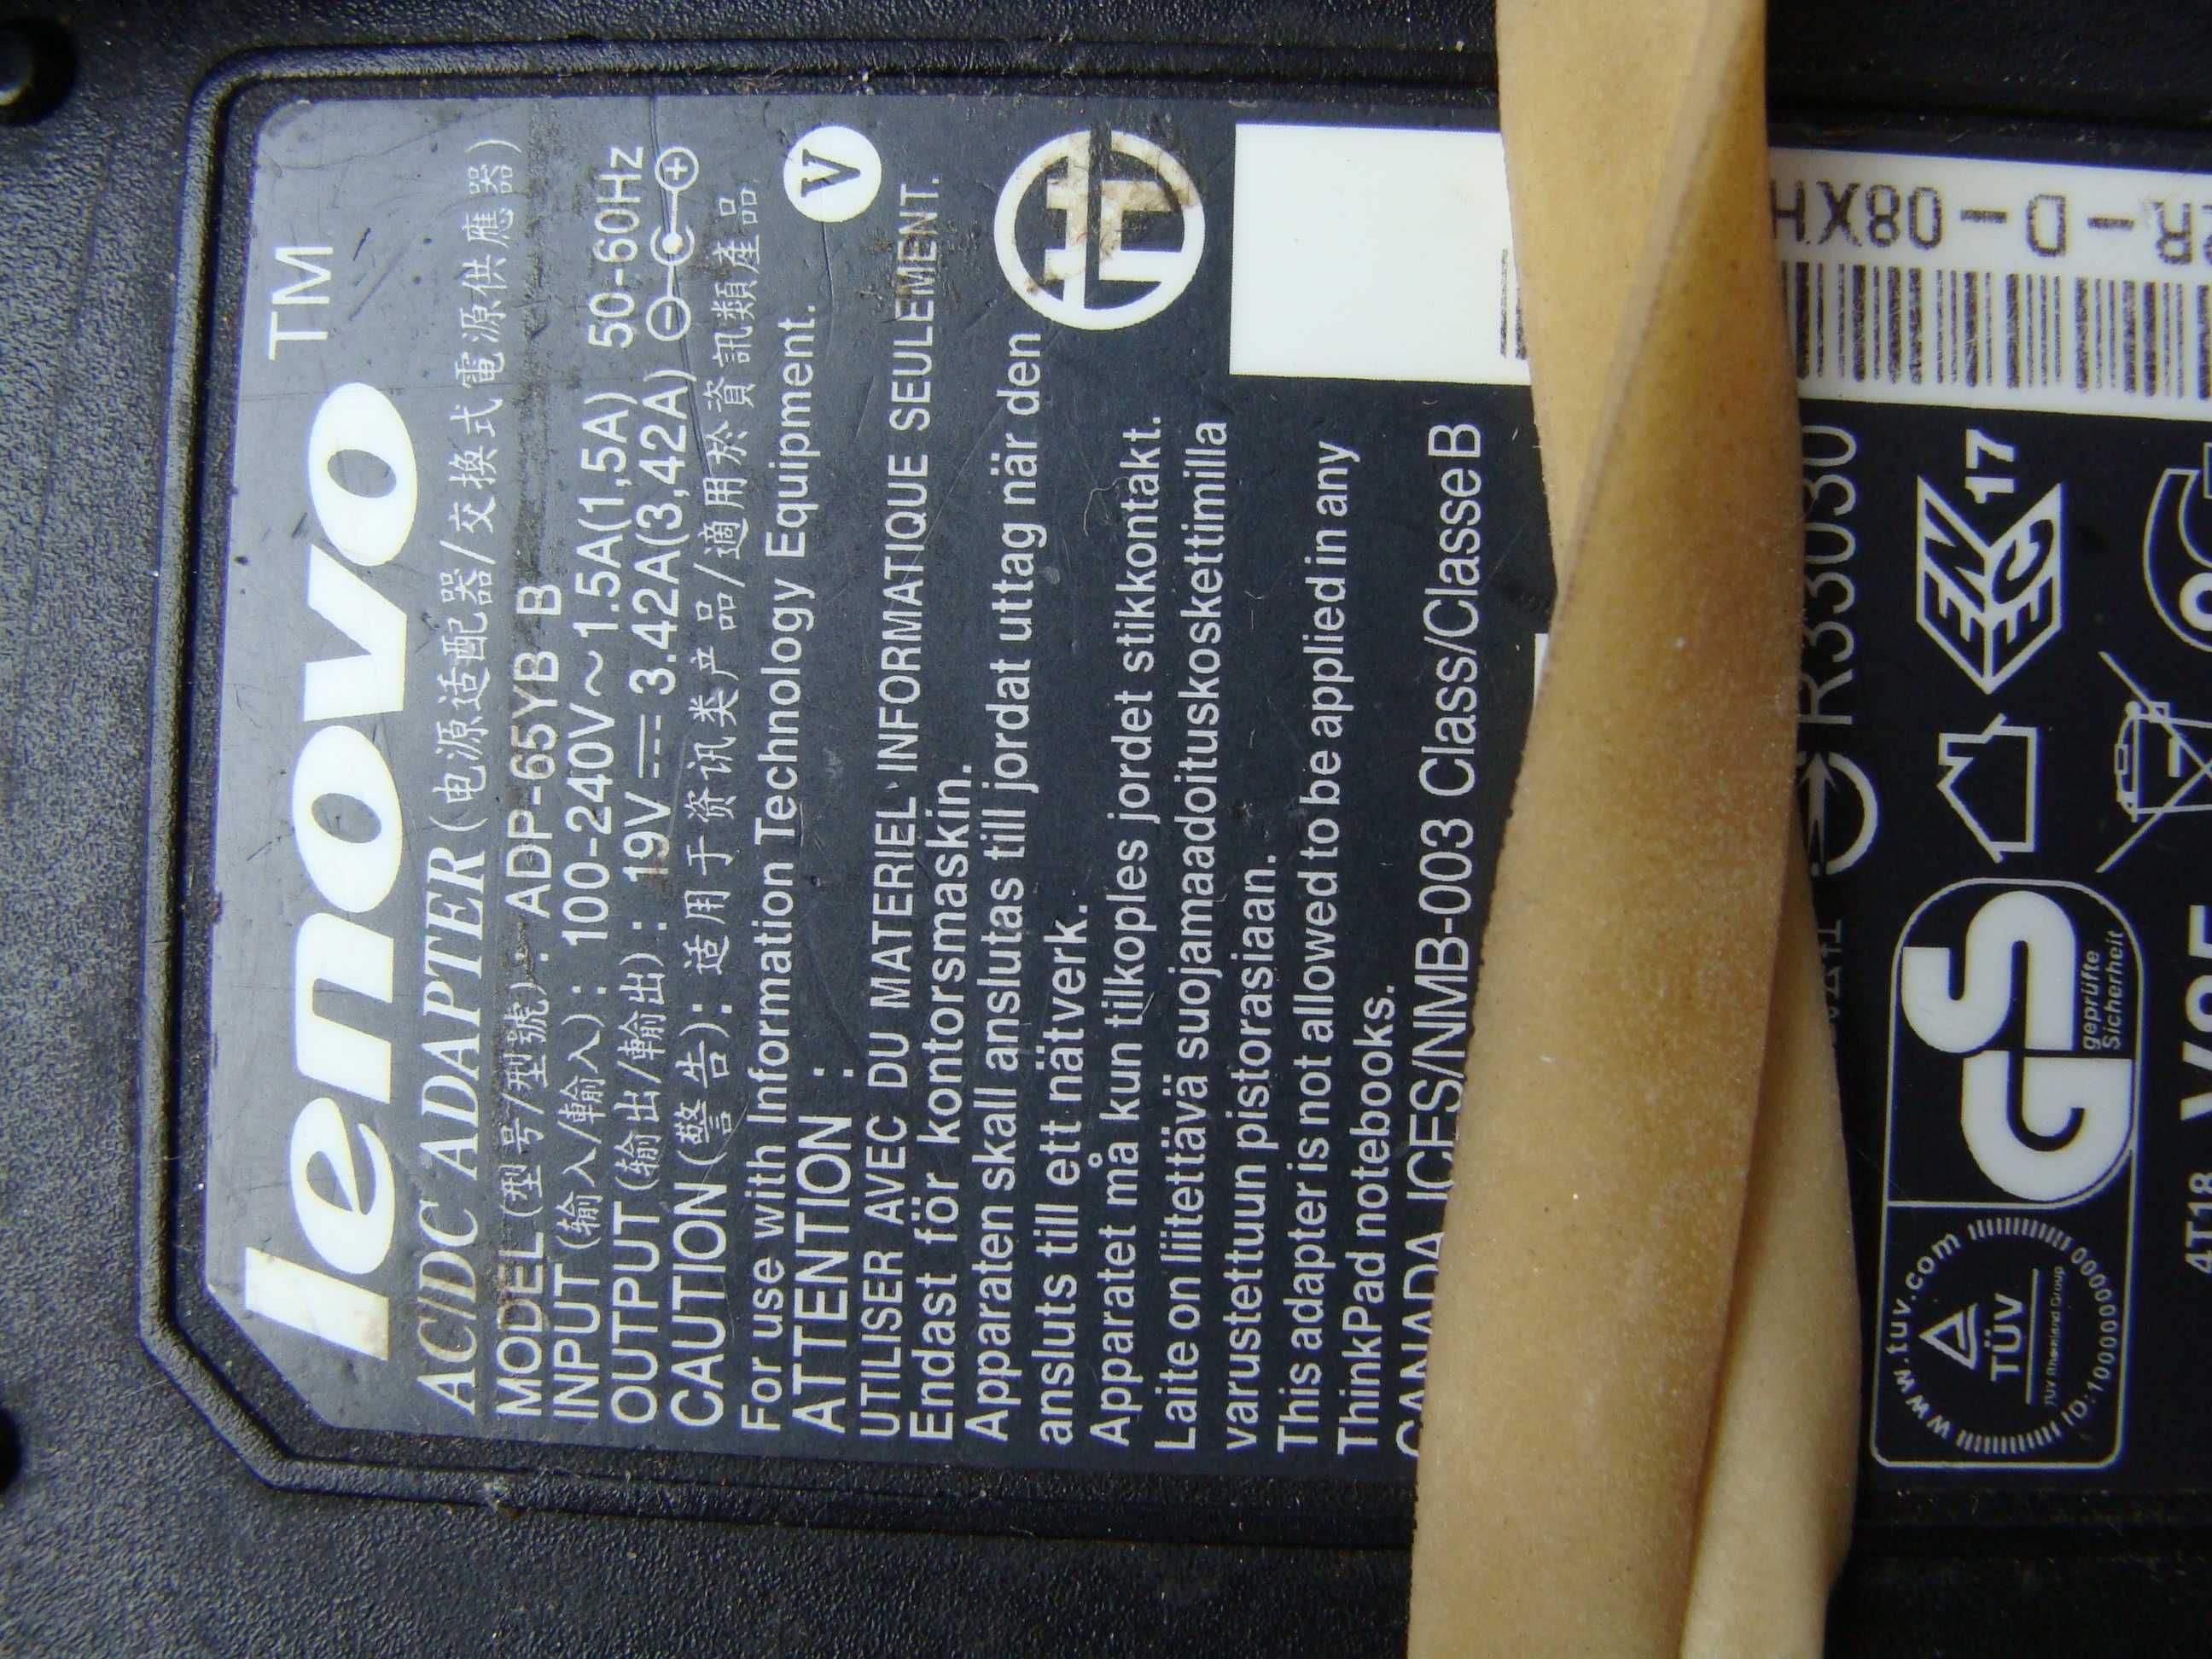 lenovo TM
AC/DC ADAPTER (电源适配器/交换式電源供應器)
MODEL (型号/型號) : ADP-65YB B
INPUT (输入/輸入) : 100-240V~1.5A(1,5A) 50-60Hz
OUTPUT (输出/輸出) : 19V 3.42A(3,42A)
CAUTION (警告): 适用于资讯类产品/適用於資訊類產品
For use with Information Technology Equipment.
V
ATTENTION :
UTILISER AVEC DU MATERIEL INFORMATIQUE SEULEMENT.
Endast för kontorsmaskin.
Apparaten skall anslutas till jordat uttag när den
ansluts till ett nätverk.
Apparatet må kun tilkoples jordet stikkontakt.
Laite on liitettävä suojamaadoituskoskettimilla
varustettuun pistorasiaan.
This adapter is not allowed to be applied in any
ThinkPad notebooks.
CANADA ICES/NMB-003 Class/Classe B
R-D-08XH
R33030
www.tuv.com
TÜV
TÜV Rheinland Group
GS
geprüfte
Sicherheit
ENEC 17
4T18